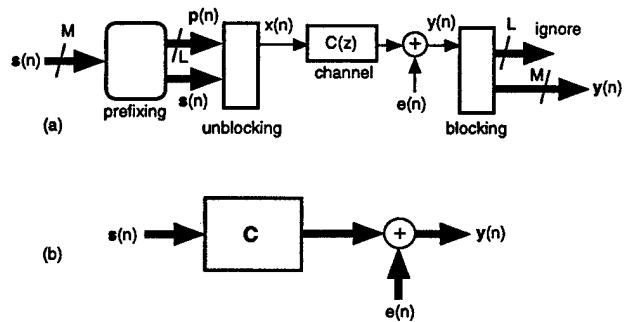 p(n)
M
x(n)
y(n)
L
ignore
s(n)
L
C(z)
+
M
s(n)
channel
y(n)
prefixing
e(n)
(a)
unblocking
blocking
s(n)
C
+
y(n)
(b)
e(n)